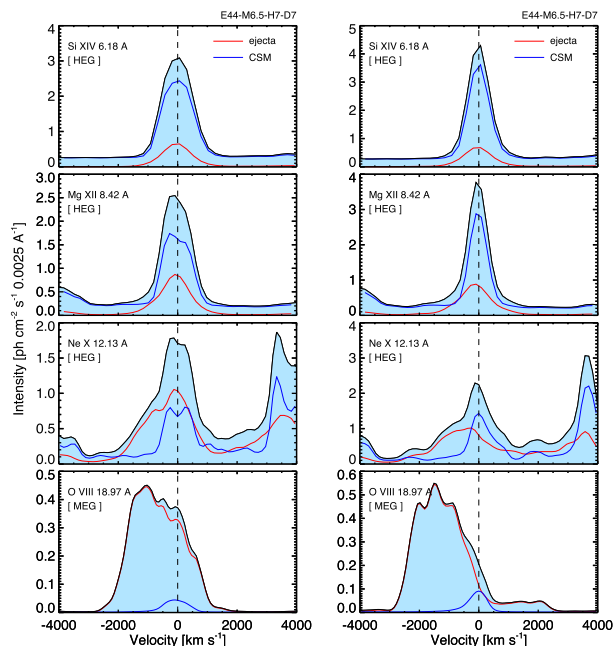 E44-M6.5-H7-D7
Si XIV 6.18 A
[ HEG ]
ejecta
CSM
4
3
2
1
0
Mg XII 8.42 A
[ HEG ]
3.0
2.5
2.0
1.5
1.0
0.5
0.0
Ne X 12.13 A
[ HEG ]
2.0
1.5
1.0
0.5
0.0
O VIII 18.97 A
[ MEG ]
0.5
0.4
0.3
0.2
0.1
0.0
-4000 -2000 0 2000 4000
Velocity [km s⁻¹]
Intensity [ph cm⁻² s⁻¹ 0.0025 A⁻¹]
E44-M6.5-H7-D7
Si XIV 6.18 A
[ HEG ]
ejecta
CSM
5
4
3
2
1
0
Mg XII 8.42 A
[ HEG ]
4
3
2
1
0
Ne X 12.13 A
[ HEG ]
4
3
2
1
0
O VIII 18.97 A
[ MEG ]
0.6
0.5
0.4
0.3
0.2
0.1
0.0
-4000 -2000 0 2000 4000
Velocity [km s⁻¹]